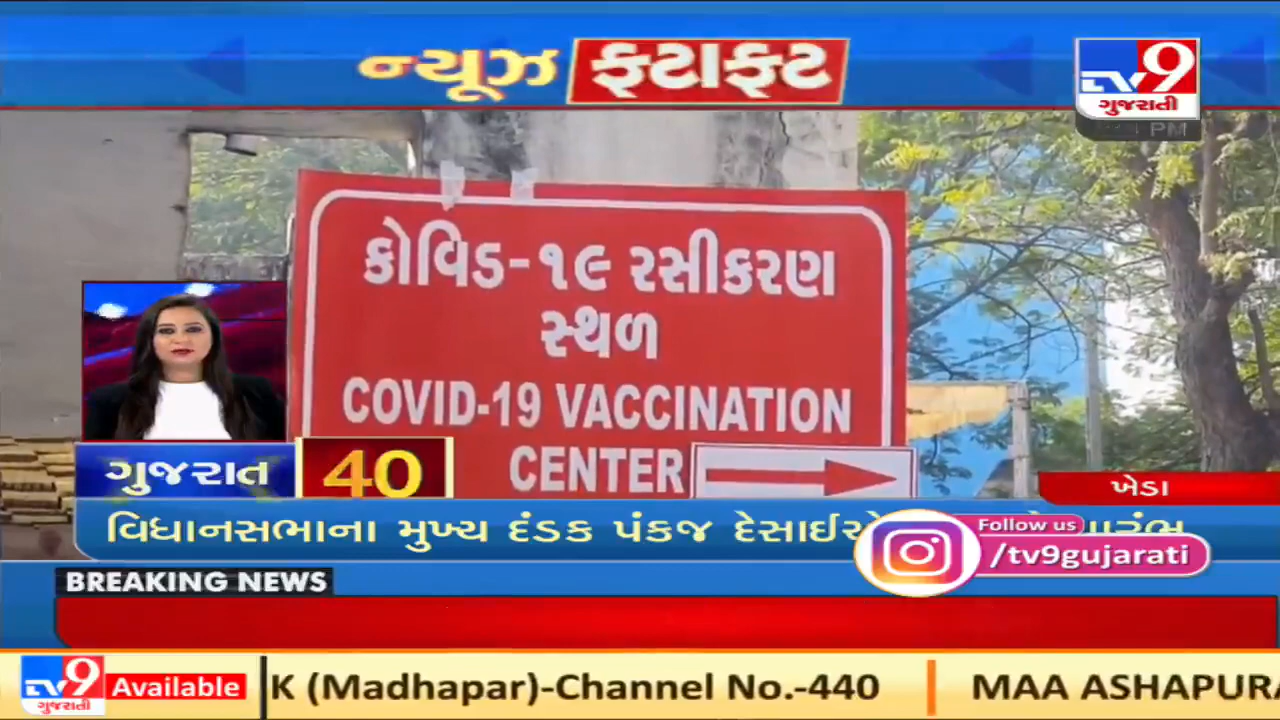 ન્યૂઝ ફટાફટ
tv9
ગુજરાતી
PM
કોવિડ-૧૯ રસીકરણ
સ્થળ
COVID-19 VACCINATION
CENTER
ગુજરાત 40
ખેડા
વિધાનસભાના મુખ્ય દંડક પંકજ દેસાઈએ
Follow us
/tv9gujarati
BREAKING NEWS
tv9 ગુજરાતી Available
K (Madhapar)-Channel No.-440 | MAA ASHAPURA